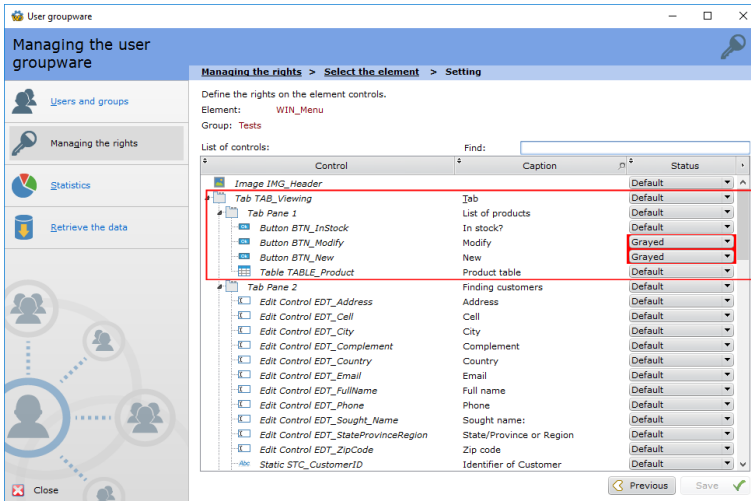 User groupware
Managing the user
groupware
Managing the rights > Select the element > Setting
Users and groups
Managing the rights
Statistics
Retrieve the data
Close
Define the rights on the element controls.
Element: WIN_Menu
Group: Tests
List of controls: Find:
Control Caption Status
Image IMG_Header Default
Tab TAB_Viewing Tab Default
Tab Pane 1 List of products Default
Button BTN_InStock In stock? Default
Button BTN_Modify Modify Grayed
Button BTN_New New Grayed
Table TABLE_Product Product table Default
Tab Pane 2 Finding customers Default
Edit Control EDT_Address Address Default
Edit Control EDT_Cell Cell Default
Edit Control EDT_City City Default
Edit Control EDT_Complement Complement Default
Edit Control EDT_Country Country Default
Edit Control EDT_Email Email Default
Edit Control EDT_FullName Full name Default
Edit Control EDT_Phone Phone Default
Edit Control EDT_Sought_Name Sought name: Default
Edit Control EDT_StateProvinceRegion State/Province or Region Default
Edit Control EDT_ZipCode Zip code Default
Abc Static STC_CustomerID Identifier of Customer Default
Previous Save